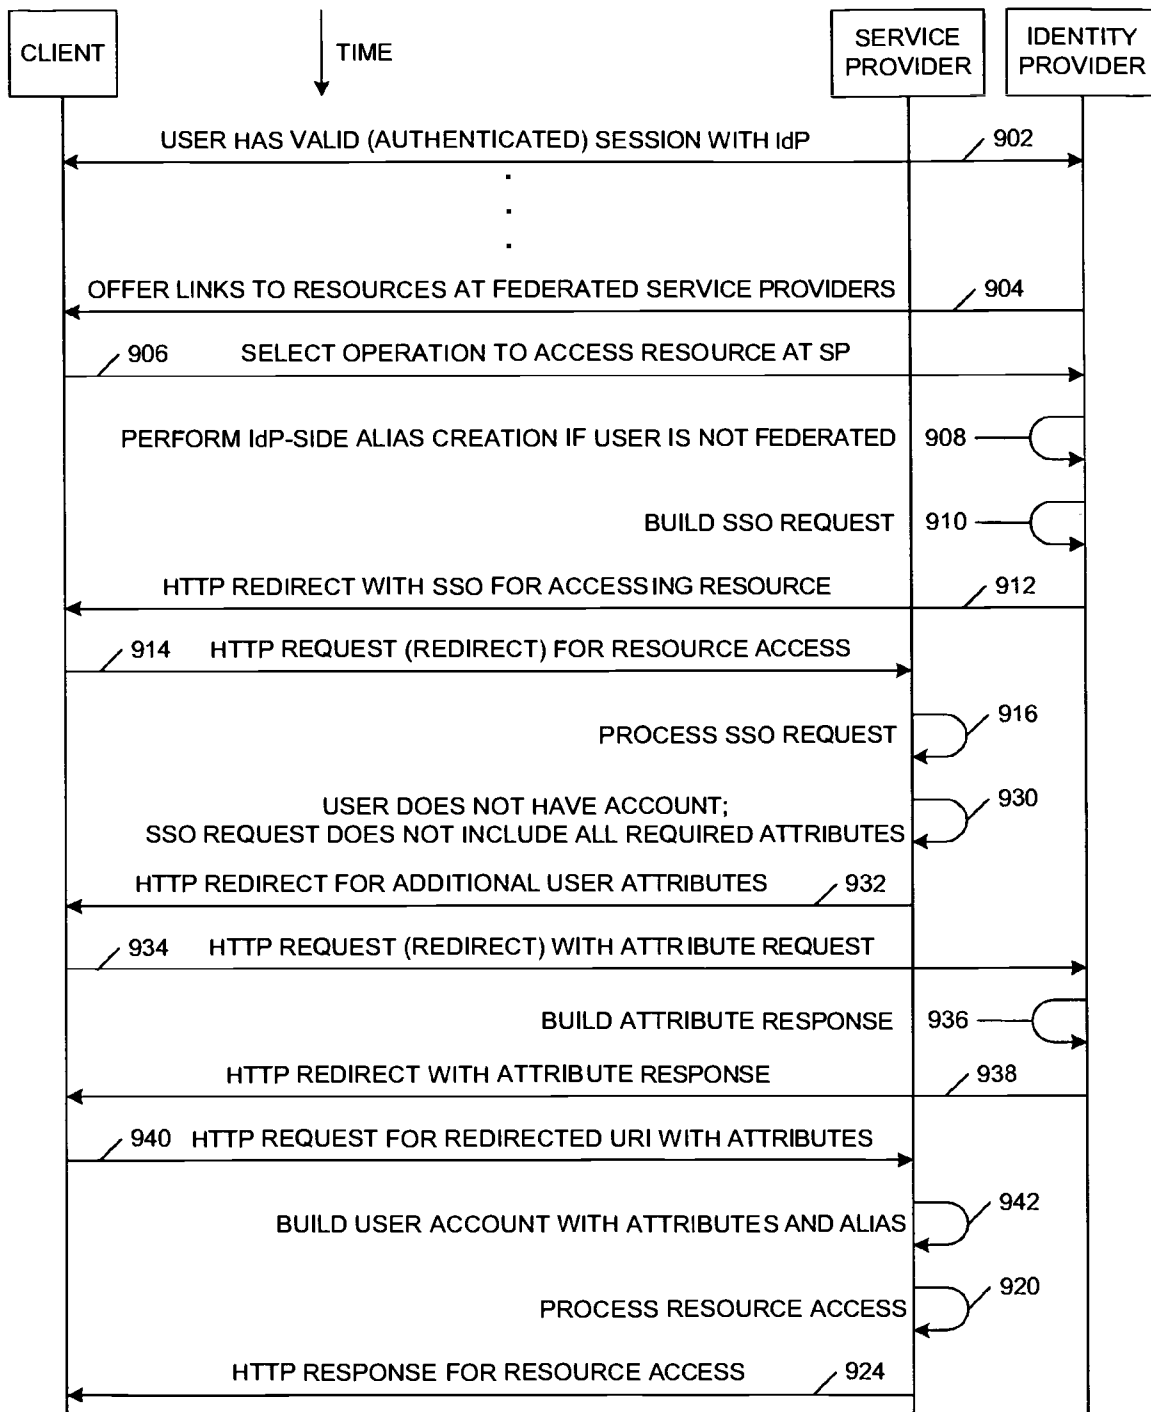 CLIENT
TIME
SERVICE
PROVIDER
IDENTITY
PROVIDER
USER HAS VALID (AUTHENTICATED) SESSION WITH IdP
902
OFFER LINKS TO RESOURCES AT FEDERATED SERVICE PROVIDERS
904
906
SELECT OPERATION TO ACCESS RESOURCE AT SP
PERFORM IdP-SIDE ALIAS CREATION IF USER IS NOT FEDERATED
908
BUILD SSO REQUEST
910
HTTP REDIRECT WITH SSO FOR ACCESSING RESOURCE
912
914
HTTP REQUEST (REDIRECT) FOR RESOURCE ACCESS
PROCESS SSO REQUEST
916
USER DOES NOT HAVE ACCOUNT;
SSO REQUEST DOES NOT INCLUDE ALL REQUIRED ATTRIBUTES
930
HTTP REDIRECT FOR ADDITIONAL USER ATTRIBUTES
932
934
HTTP REQUEST (REDIRECT) WITH ATTRIBUTE REQUEST
BUILD ATTRIBUTE RESPONSE
936
HTTP REDIRECT WITH ATTRIBUTE RESPONSE
938
940
HTTP REQUEST FOR REDIRECTED URI WITH ATTRIBUTES
BUILD USER ACCOUNT WITH ATTRIBUTES AND ALIAS
942
PROCESS RESOURCE ACCESS
920
HTTP RESPONSE FOR RESOURCE ACCESS
924